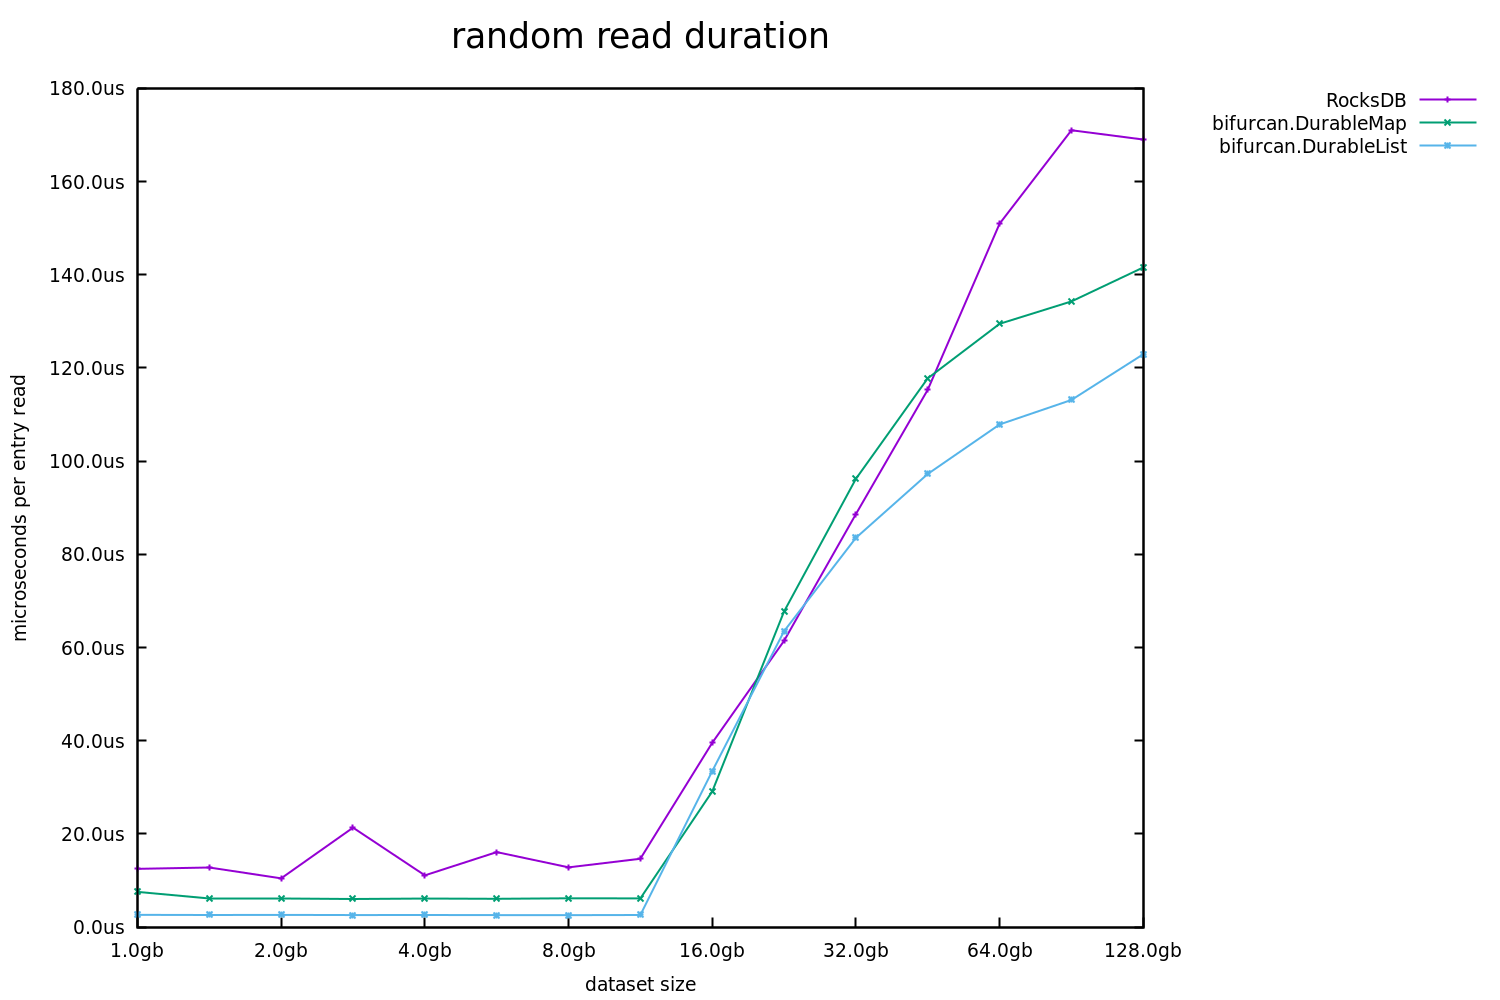 random read duration
RocksDB
bifurcan.DurableMap
bifurcan.DurableList
180.0us
160.0us
140.0us
120.0us
100.0us
80.0us
60.0us
40.0us
20.0us
0.0us
microseconds per entry read
1.0gb 2.0gb 4.0gb 8.0gb 16.0gb 32.0gb 64.0gb 128.0gb
dataset size